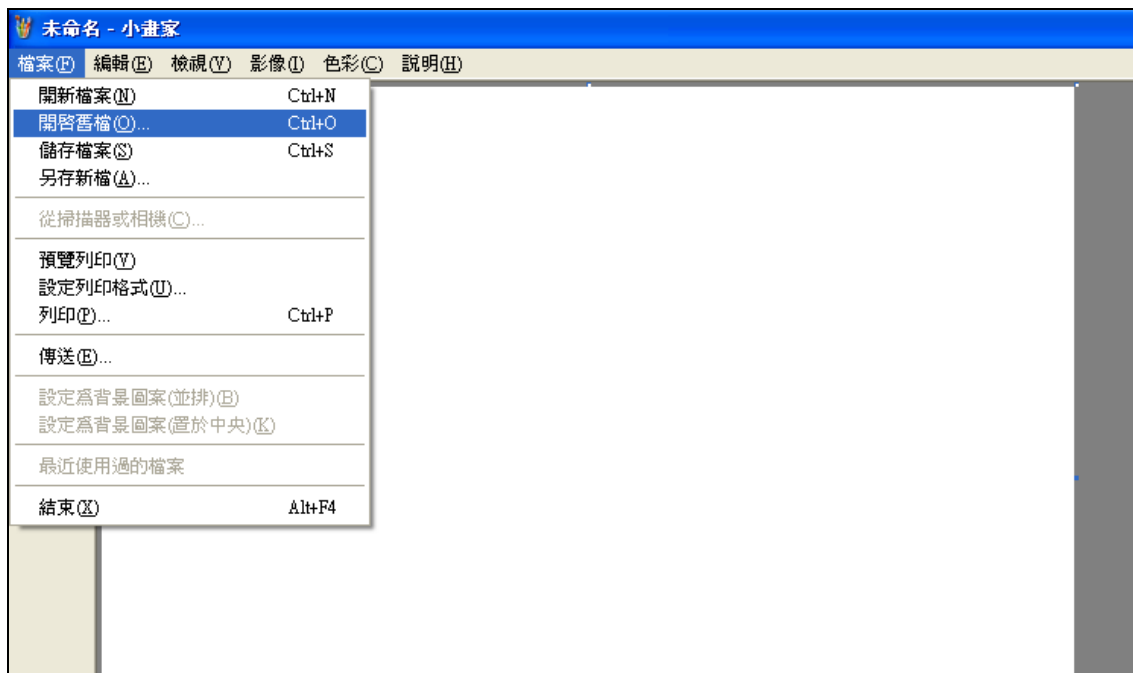 未命名 - 小畫家
檔案(F) 編輯(E) 檢視(V) 影像(I) 色彩(C) 說明(H)
開新檔案(N) Ctrl+N
開啓舊檔(O)... Ctrl+O
儲存檔案(S) Ctrl+S
另存新檔(A)...
從掃描器或相機(C)...
預覽列印(V)
設定列印格式(U)...
列印(P)... Ctrl+P
傳送(E)...
設定爲背景圖案(並排)(B)
設定爲背景圖案(置於中央)(K)
最近使用過的檔案
結束(X) Alt+F4